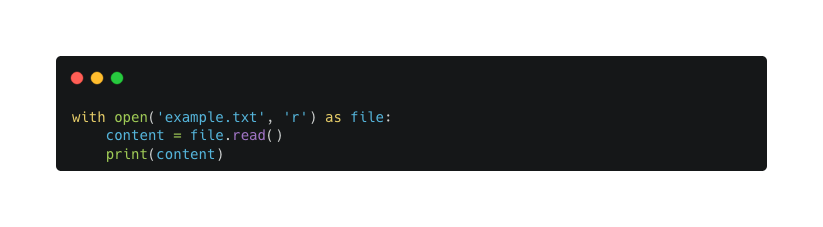 with open('example.txt', 'r') as file:
    content = file.read()
    print(content)